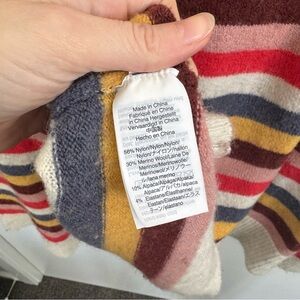 Made in China
Fabriqué en Chine
In China Hergestellt
Vervaardigd in China
中国製
Hecho en China
56% Nylon/Nylon/Nylon/
Nylon/ナイロン/nailon
30% Merino Wool/Laine De
Merinos/Merinowolle/
Merinowol/メリノウー
ル/lana merino
10% Alpaca/Alpaga/Alpaka/
Alpaca/アルパカ/alpaca
4% Elastane/Elasthanne/
Elastan/Elastaan/エラス
タン/elastano